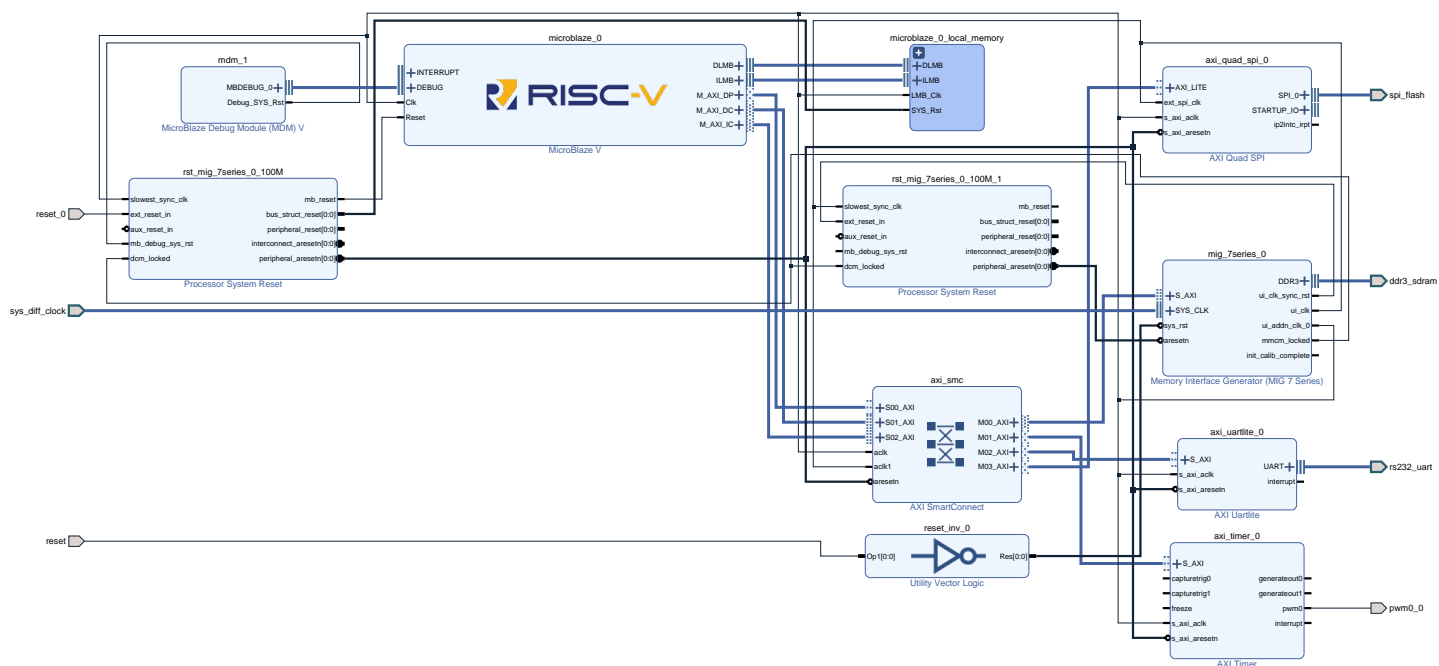 mdm_1
MBDEBUG_0
Debug_SYS_Rst
MicroBlaze Debug Module (MDM) V
microblaze_0
INTERRUPT
DEBUG
Clk
Reset
RISC-V
DLMB
ILMB
M_AXI_DP
M_AXI_DC
M_AXI_IC
MicroBlaze V
microblaze_0_local_memory
DLMB
ILMB
LMB_Clk
SYS_Rst
axi_quad_spi_0
AXI_LITE
ext_spi_clk
s_axi_aclk
s_axi_aresetn
SPI_0
STARTUP_IO
ip2intc_irpt
AXI Quad SPI
spi_flash
reset_0
rst_mig_7series_0_100M
slowest_sync_clk
ext_reset_in
aux_reset_in
mb_debug_sys_rst
dcm_locked
mb_reset
bus_struct_reset[0:0]
peripheral_reset[0:0]
interconnect_aresetn[0:0]
peripheral_aresetn[0:0]
Processor System Reset
rst_mig_7series_0_100M_1
slowest_sync_clk
ext_reset_in
aux_reset_in
mb_debug_sys_rst
dcm_locked
mb_reset
bus_struct_reset[0:0]
peripheral_reset[0:0]
interconnect_aresetn[0:0]
peripheral_aresetn[0:0]
Processor System Reset
sys_diff_clock
mig_7series_0
S_AXI
SYS_CLK
sys_rst
aresetn
DDR3
ui_clk_sync_rst
ui_clk
ui_addn_clk_0
mmcm_locked
init_calib_complete
Memory Interface Generator (MIG 7 Series)
ddr3_sdram
axi_smc
S00_AXI
S01_AXI
S02_AXI
aclk
aclk1
aresetn
M00_AXI
M01_AXI
M02_AXI
M03_AXI
AXI SmartConnect
axi_uartlite_0
S_AXI
s_axi_aclk
s_axi_aresetn
UART
interrupt
AXI Uartlite
rs232_uart
reset
reset_inv_0
Op1[0:0]
Res[0:0]
Utility Vector Logic
axi_timer_0
S_AXI
capturetrig0
capturetrig1
freeze
s_axi_aclk
s_axi_aresetn
generateout0
generateout1
pwm0
interrupt
AXI Timer
pwm0_0